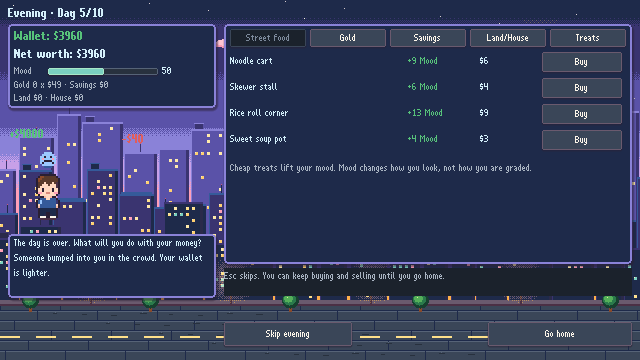 Evening · Day 5/10
Wallet: $3960
Net worth: $3960
Mood 50
Gold 0 x $49 · Savings $0
Land $0 · House $0
Street food Gold Savings Land/House Treats
Noodle cart +9 Mood $6 Buy
Skewer stall +6 Mood $4 Buy
Rice roll corner +13 Mood $9 Buy
Sweet soup pot +4 Mood $3 Buy
Cheap treats lift your mood. Mood changes how you look, not how you are graded.
The day is over. What will you do with your money?
Someone bumped into you in the crowd. Your wallet
is lighter.
Esc skips. You can keep buying and selling until you go home.
Skip evening Go home